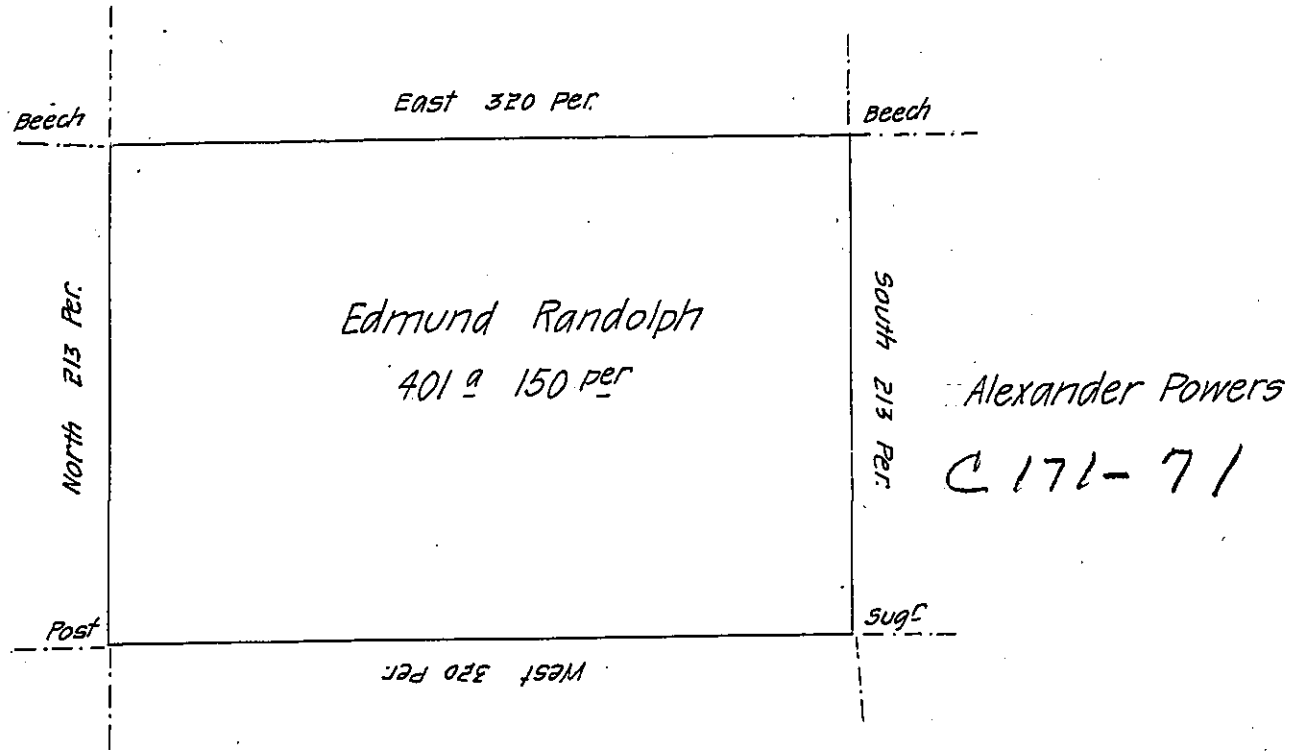 East 320 Per.
Beech
Beech
North 213 Per.
Edmund Randolph
401 a 150 per
South 213 Per.
Alexander Powers
C 171-71
Post
Sugr
West 320 Per.